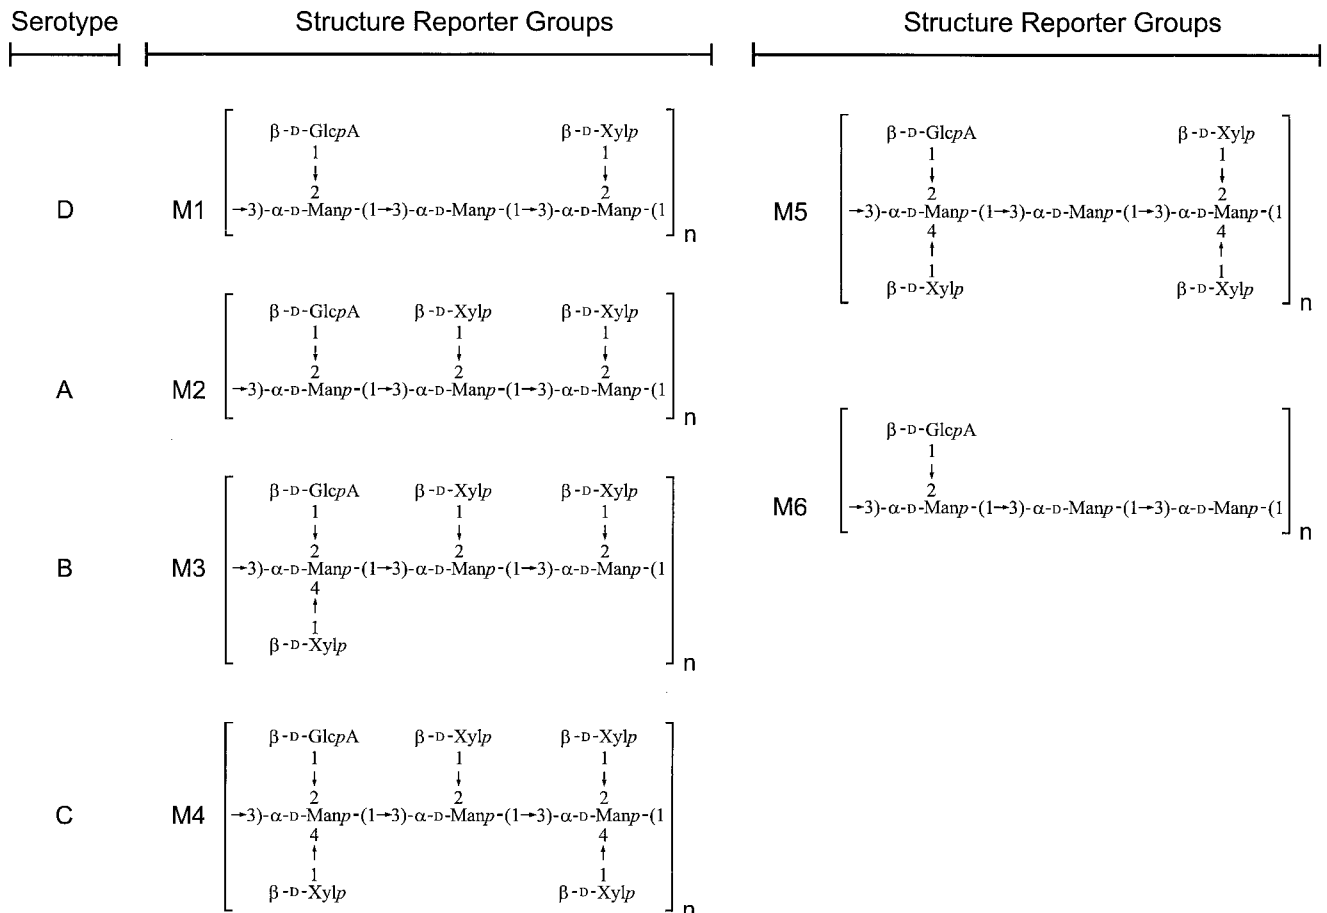 Serotype
Structure Reporter Groups
Structure Reporter Groups
β-D-GlcpA β-D-Xylp
1 1
↓ ↓
2 2
D M1 →3)-α-D-Manp-(1→3)-α-D-Manp-(1→3)-α-D-Manp-(1
n
β-D-GlcpA β-D-Xylp β-D-Xylp
1 1 1
↓ ↓ ↓
2 2 2
A M2 →3)-α-D-Manp-(1→3)-α-D-Manp-(1→3)-α-D-Manp-(1
n
β-D-GlcpA β-D-Xylp β-D-Xylp
1 1 1
↓ ↓ ↓
2 2 2
B M3 →3)-α-D-Manp-(1→3)-α-D-Manp-(1→3)-α-D-Manp-(1
4
↑
1
β-D-Xylp
n
β-D-GlcpA β-D-Xylp β-D-Xylp
1 1 1
↓ ↓ ↓
2 2 2
C M4 →3)-α-D-Manp-(1→3)-α-D-Manp-(1→3)-α-D-Manp-(1
4 4
↑ ↑
1 1
β-D-Xylp β-D-Xylp
n
β-D-GlcpA β-D-Xylp
1 1
↓ ↓
2 2
M5 →3)-α-D-Manp-(1→3)-α-D-Manp-(1→3)-α-D-Manp-(1
4 4
↑ ↑
1 1
β-D-Xylp β-D-Xylp
n
β-D-GlcpA
1
↓
2
M6 →3)-α-D-Manp-(1→3)-α-D-Manp-(1→3)-α-D-Manp-(1
n